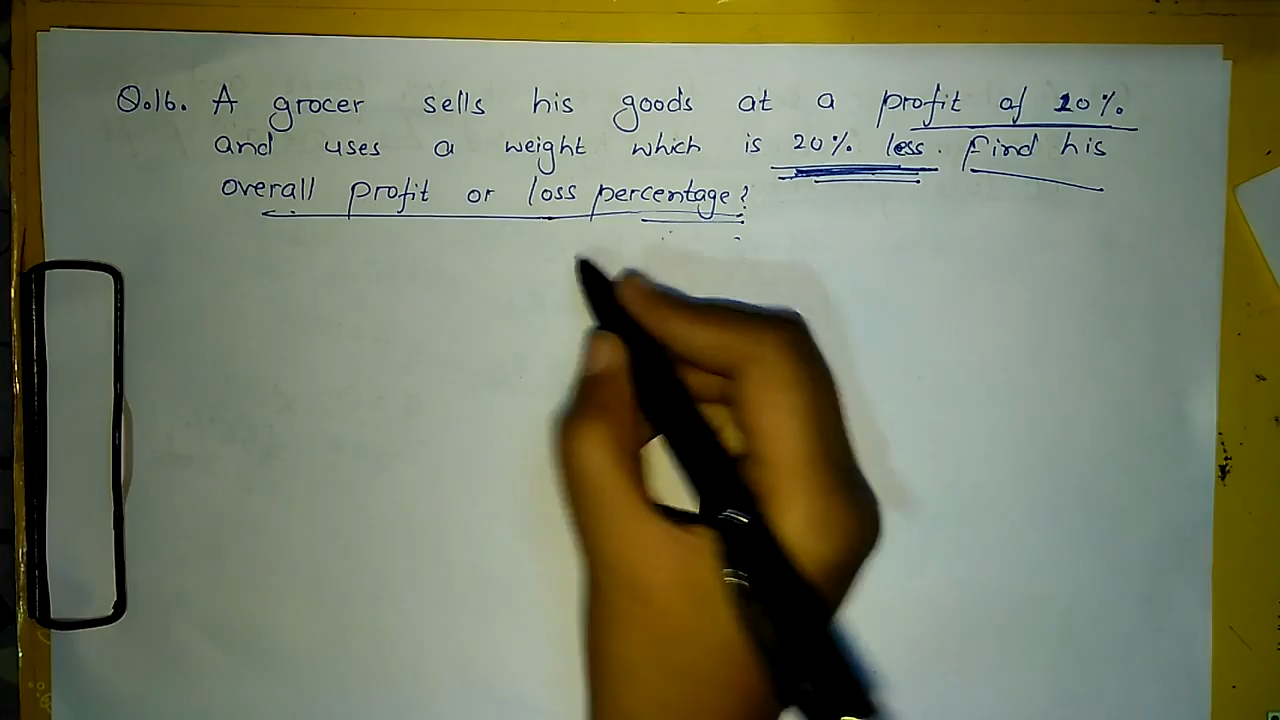 Q.16. A grocer sells his goods at a profit of 10%.
and uses a weight which is 20% less. Find his
overall profit or loss percentage?